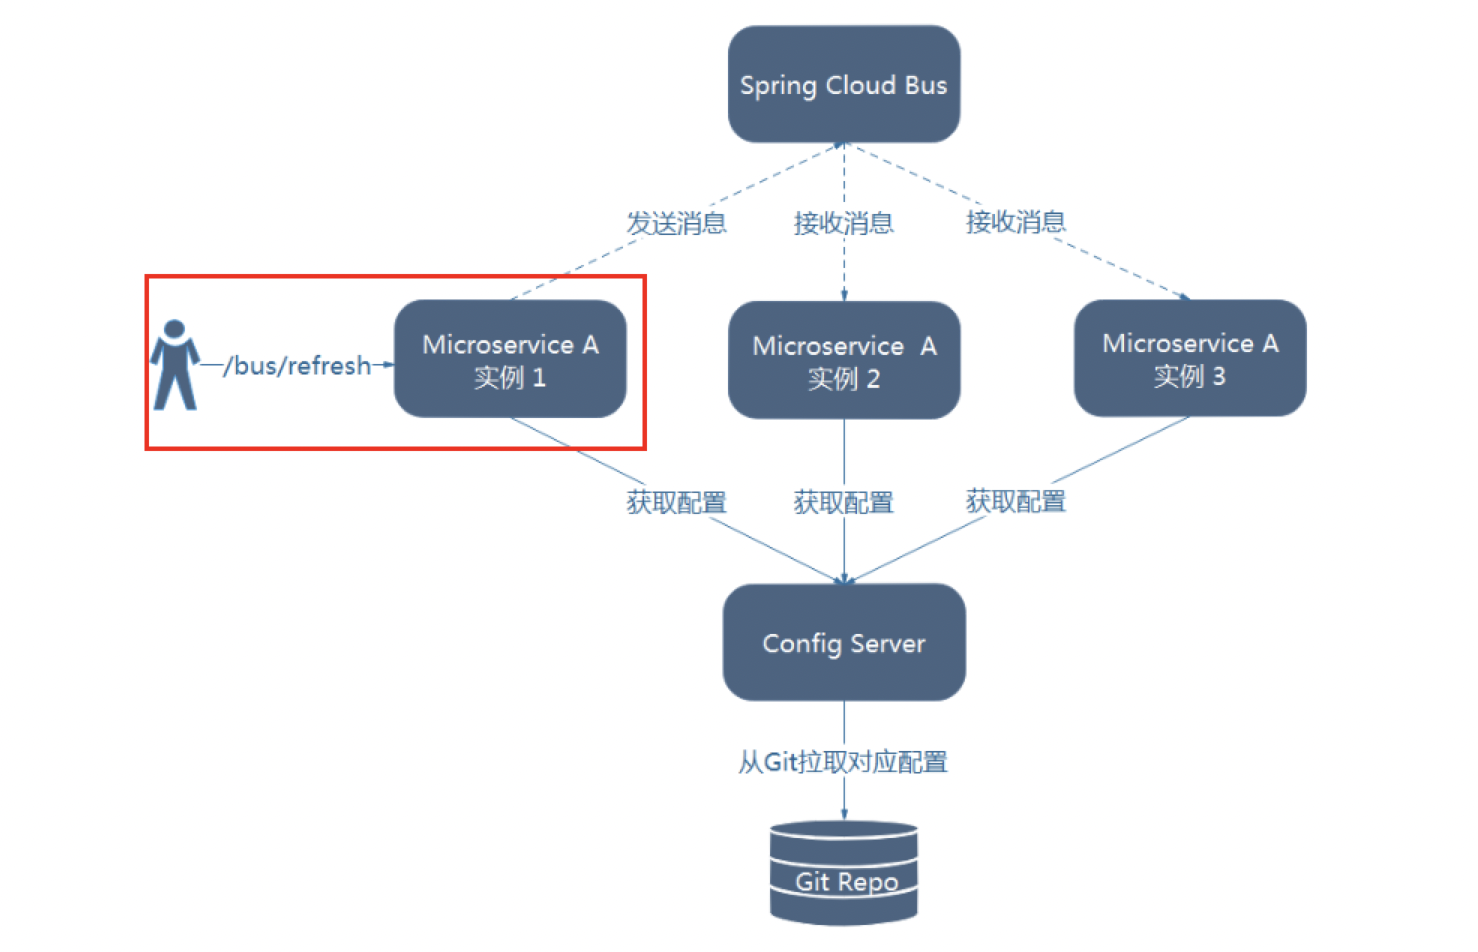 Spring Cloud Bus
发送消息
接收消息
接收消息
/bus/refresh
Microservice A
实例 1
Microservice A
实例 2
Microservice A
实例 3
获取配置
获取配置
获取配置
Config Server
从Git拉取对应配置
Git Repo